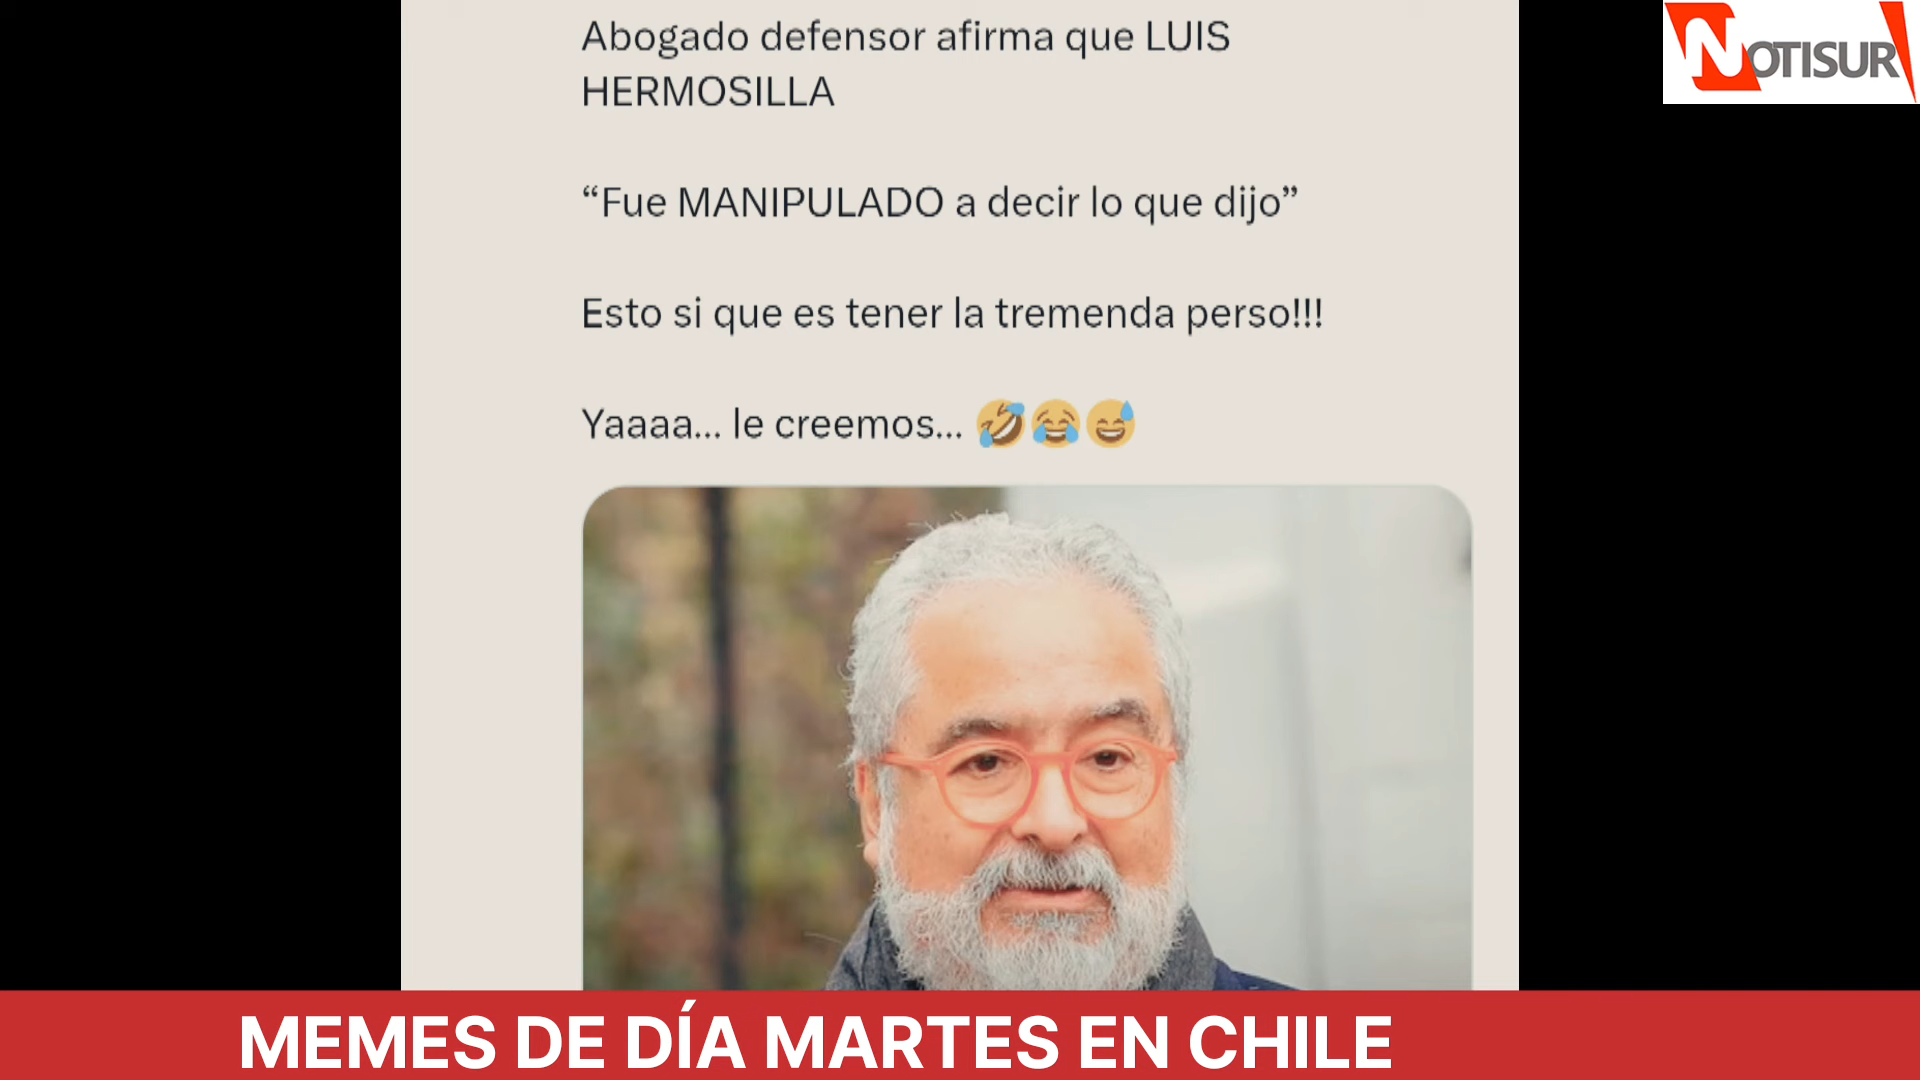 Abogado defensor afirma que LUIS
HERMOSILLA
“Fue MANIPULADO a decir lo que dijo”
Esto si que es tener la tremenda perso!!!
Yaaaa... le creemos... 🤣😂😅
NOTISUR
MEMES DE DÍA MARTES EN CHILE